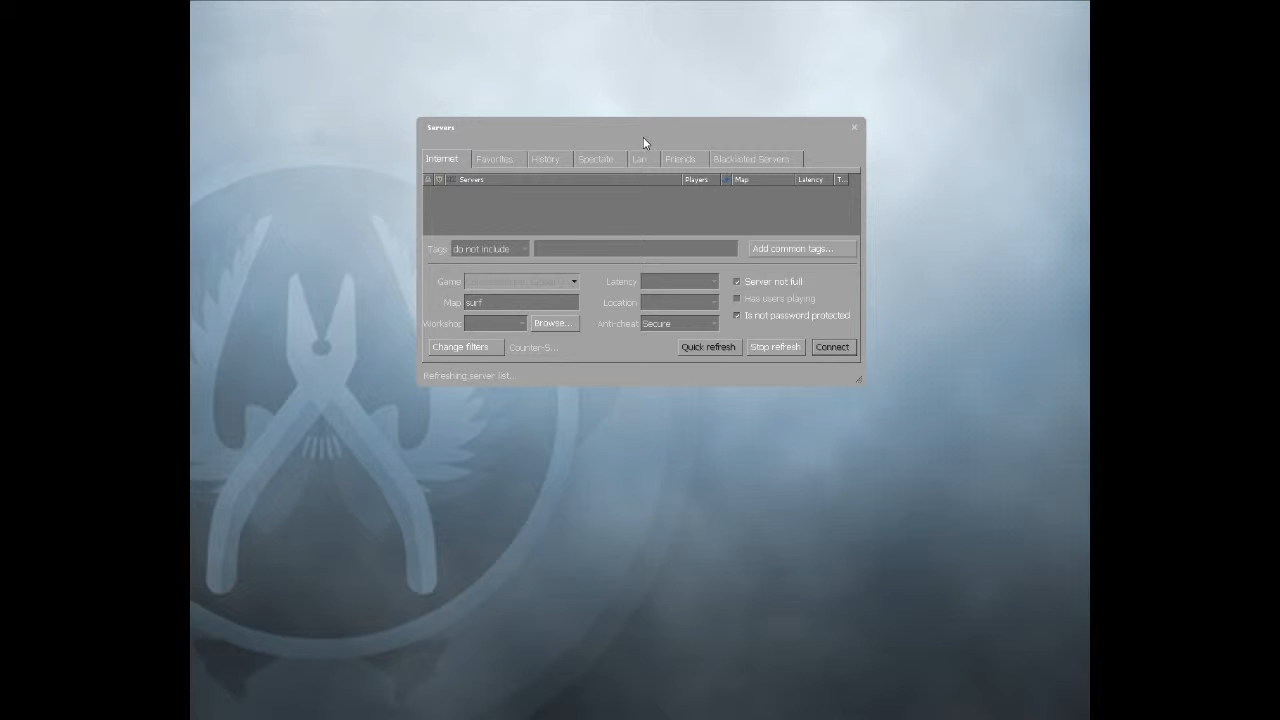 Servers
Internet Favorites History Spectate Lan Friends Blacklisted Servers
Servers Players Map Latency T...
Tags do not include Add common tags...
Game Latency Server not full
Map surf Location Has users playing
Workshop Browse... Anti-cheat Secure Is not password protected
Change filters Counter-S... Quick refresh Stop refresh Connect
Refreshing server list...